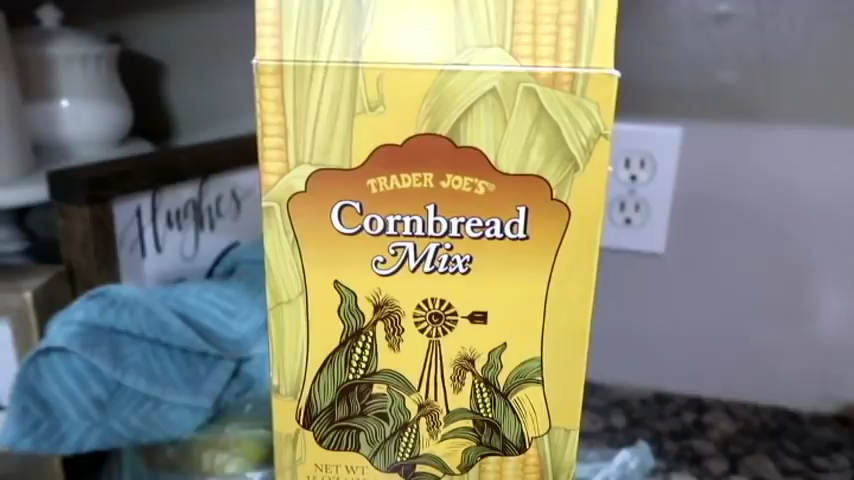 Hughes
TRADER JOE'S®
Cornbread
Mix
NET WT